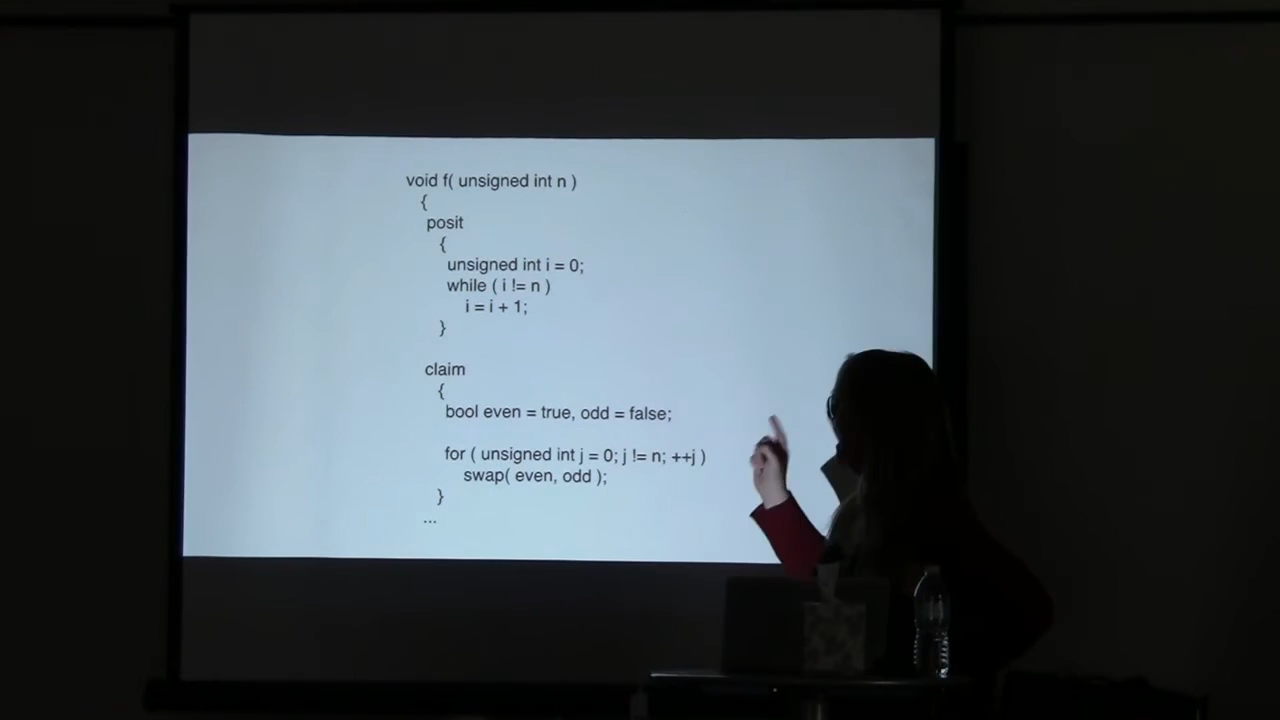 void f( unsigned int n )
{
posit
{
unsigned int i = 0;
while ( i != n )
i = i + 1;
}
claim
{
bool even = true, odd = false;
for ( unsigned int j = 0; j != n; ++j )
swap( even, odd );
}
...